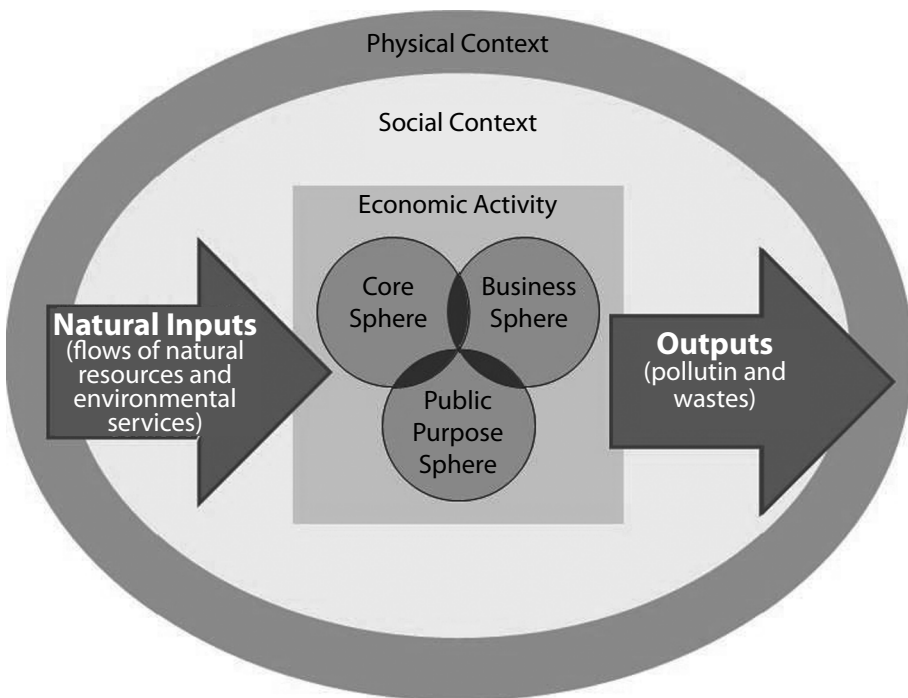 Physical Context
Social Context
Economic Activity
Core
Sphere
Business
Sphere
Public
Purpose
Sphere
Natural Inputs
(flows of natural
resources and
environmental
services)
Outputs
(pollutin and
wastes)